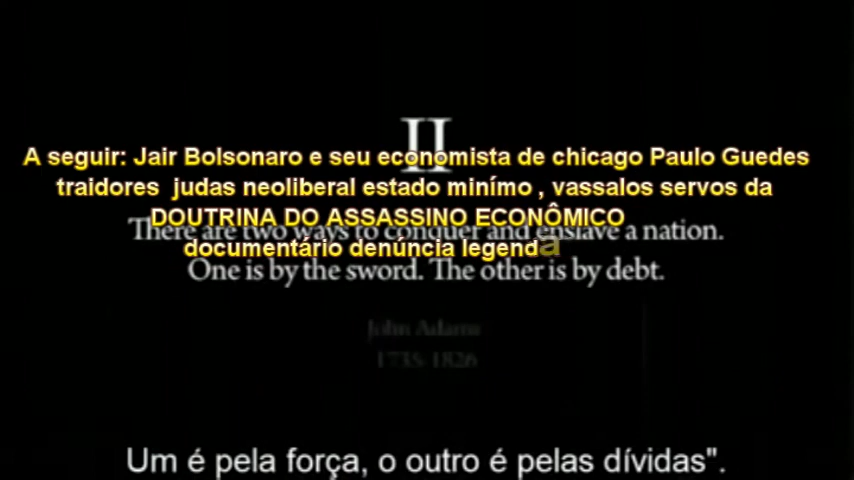 II
A seguir: Jair Bolsonaro e seu economista de chicago Paulo Guedes
traidores judas neoliberal estado minímo , vassalos servos da
DOUTRINA DO ASSASSINO ECONÔMICO
There are two ways to conquer and enslave a nation.
documentário denúncia legenda
One is by the sword. The other is by debt.
John Adams
1735-1826
Um é pela força, o outro é pelas dívidas".